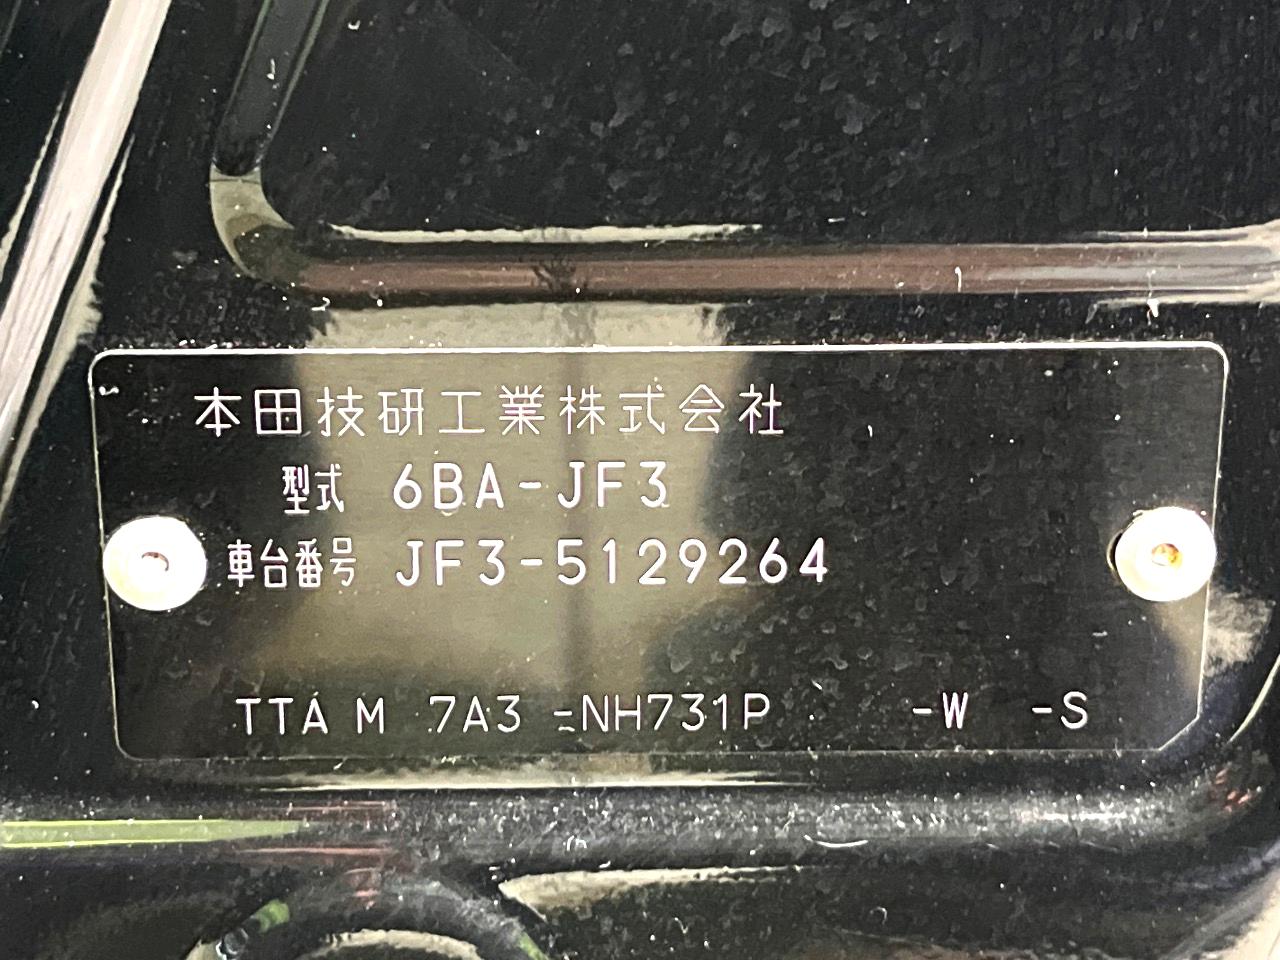 本田技研工業株式会社
型式 6BA-JF3
車台番号 JF3-5129264
TTA M 7A3 -NH731P -W -S